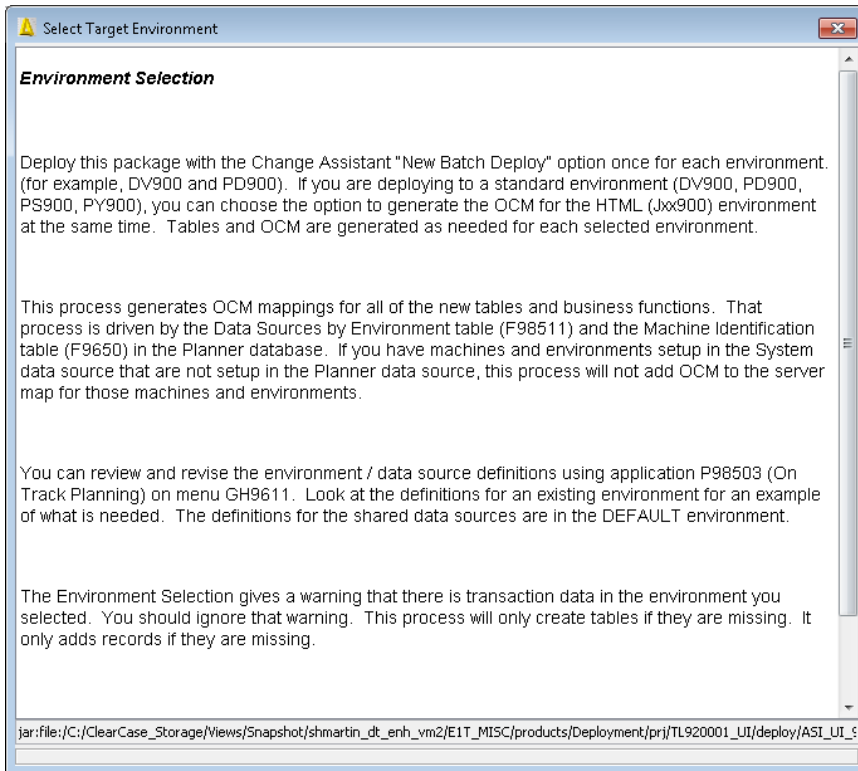 Select Target Environment
Environment Selection
Deploy this package with the Change Assistant "New Batch Deploy" option once for each environment.
(for example, DV900 and PD900).  If you are deploying to a standard environment (DV900, PD900,
PS900, PY900), you can choose the option to generate the OCM for the HTML (Jxx900) environment
at the same time.  Tables and OCM are generated as needed for each selected environment.
This process generates OCM mappings for all of the new tables and business functions.  That
process is driven by the Data Sources by Environment table (F98511) and the Machine Identification
table (F9650) in the Planner database.  If you have machines and environments setup in the System
data source that are not setup in the Planner data source, this process will not add OCM to the server
map for those machines and environments.
You can review and revise the environment / data source definitions using application P98503 (On
Track Planning) on menu GH9611.  Look at the definitions for an existing environment for an example
of what is needed.  The definitions for the shared data sources are in the DEFAULT environment.
The Environment Selection gives a warning that there is transaction data in the environment you
selected.  You should ignore that warning.  This process will only create tables if they are missing.  It
only adds records if they are missing.
jar:file:/C:/ClearCase_Storage/Views/Snapshot/shmartin_dt_enh_vm2/E1T_MISC/products/Deployment/prj/TL920001_UI/deploy/ASI_UI_9